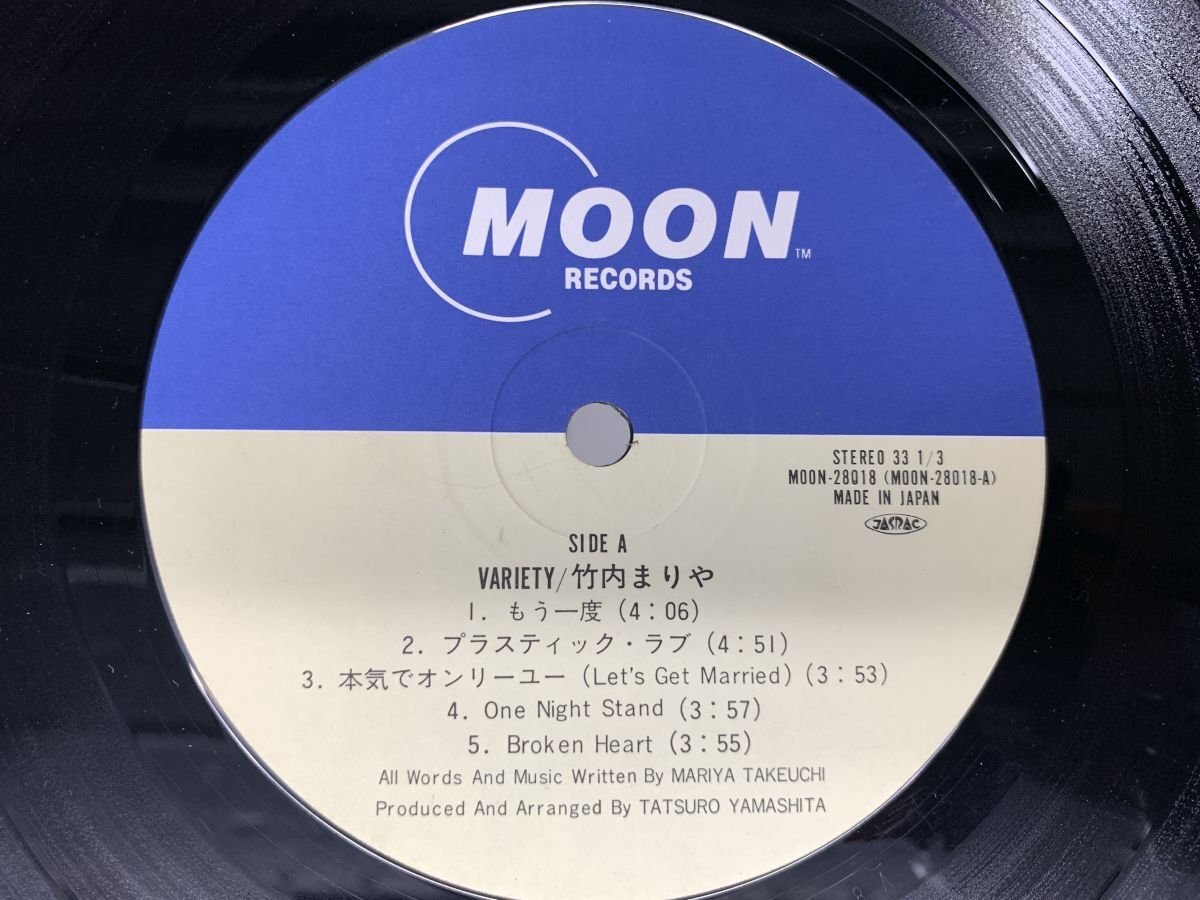 MOON TM
RECORDS
STEREO 33 1/3
MOON-28018 (MOON-28018-A)
MADE IN JAPAN
JASRAC
SIDE A
VARIETY/竹内まりや
1. もう一度 (4:06)
2. プラスティック・ラブ (4:51)
3. 本気でオンリーユー (Let's Get Married) (3:53)
4. One Night Stand (3:57)
5. Broken Heart (3:55)
All Words And Music Written By MARIYA TAKEUCHI
Produced And Arranged By TATSURO YAMASHITA